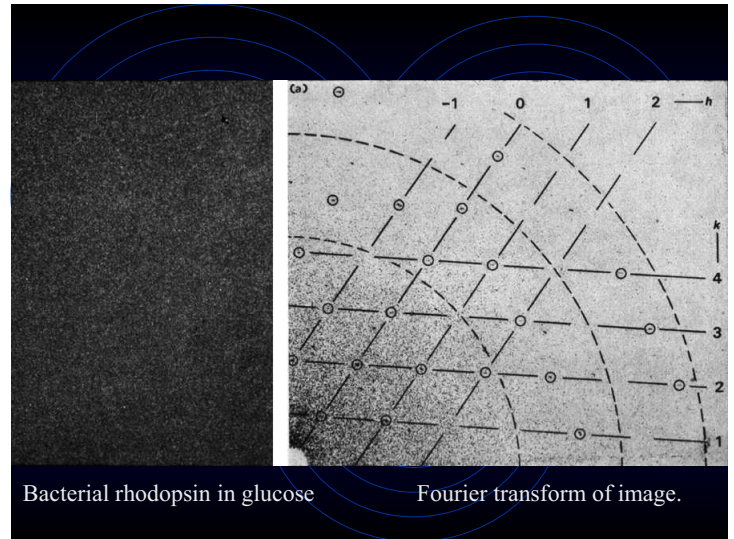 (a) -1 0 1 2 h
k
4
3
2
1
Bacterial rhodopsin in glucose Fourier transform of image.